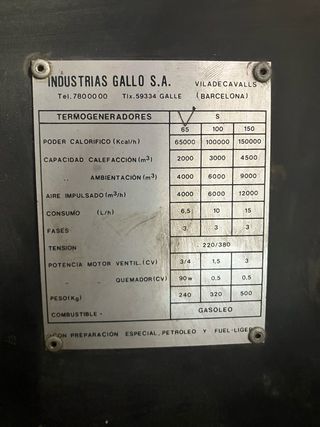 INDUSTRIAS GALLO S.A. VILADECAVALLS
Tel. 7800000 Tlx. 59334 GALLE (BARCELONA)
TERMOGENERADORES S
65 100 150
PODER CALORIFICO (Kcal/h) 65000 100000 150000
CAPACIDAD CALEFACCIÓN (m³) 2000 3000 4500
,, AMBIENTACIÓN (m³) 4000 6000 9000
AIRE IMPULSADO (m³/h) 4000 6000 12000
CONSUMO (L/h) 6,5 10 15
FASES 3 3 3
TENSION 220/380
POTENCIA MOTOR VENTIL. (CV) 3/4 1,5 3
,, QUEMADOR (CV) 90w 0.5 0.5
PESO (Kg) 240 320 500
COMBUSTIBLE - GASOLEO
CON PREPARACIÓN ESPECIAL, PETROLEO Y FUEL-LIGERO